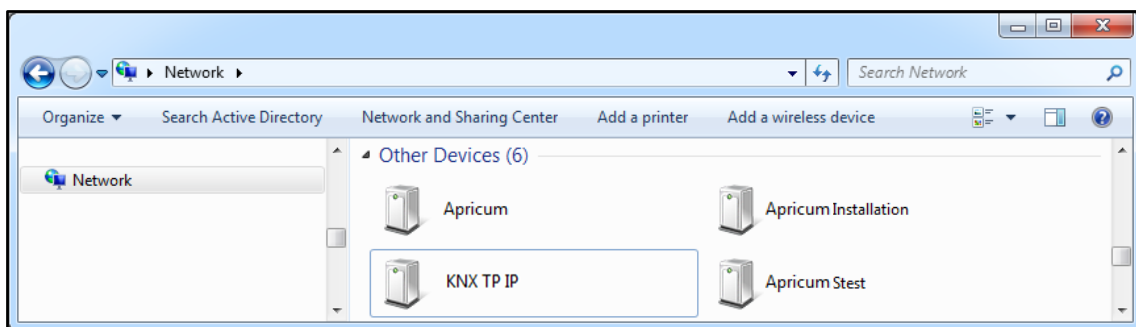 Network
Search Network
Organize
Search Active Directory
Network and Sharing Center
Add a printer
Add a wireless device
Network
Other Devices (6)
Apricum
Apricum Installation
KNX TP IP
Apricum Stest